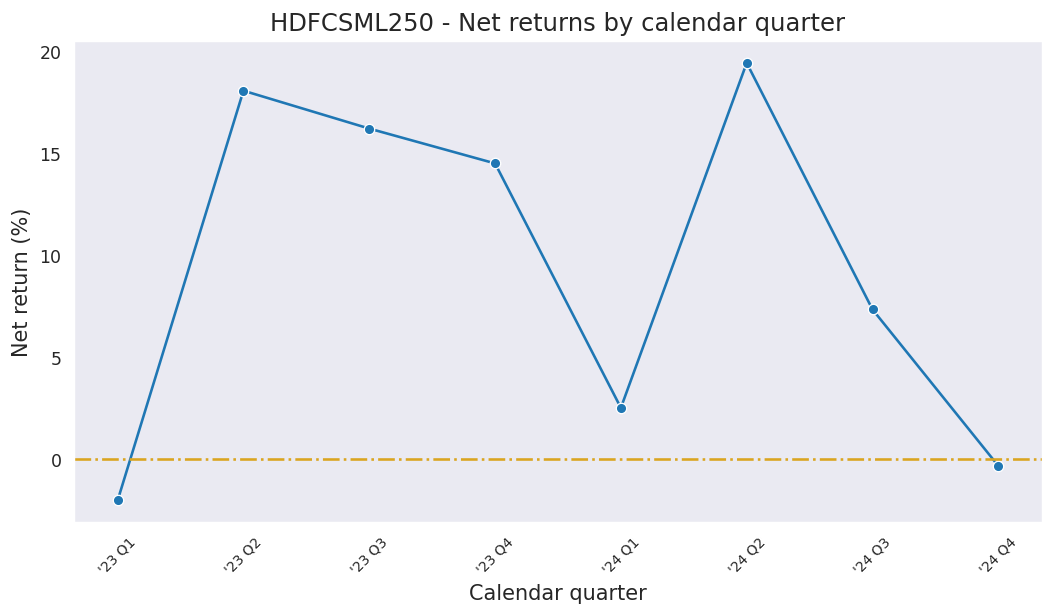 HDFCSML250 - Net returns by calendar quarter
Net return (%)
20
15
10
5
0
'23 Q1
'23 Q2
'23 Q3
'23 Q4
'24 Q1
'24 Q2
'24 Q3
'24 Q4
Calendar quarter